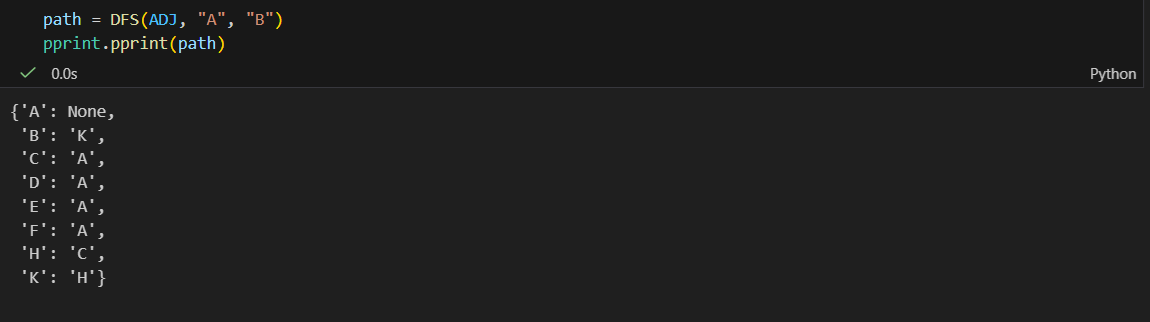 path = DFS(ADJ, "A", "B")
pprint.pprint(path)
0.0s Python
{'A': None,
'B': 'K',
'C': 'A',
'D': 'A',
'E': 'A',
'F': 'A',
'H': 'C',
'K': 'H'}